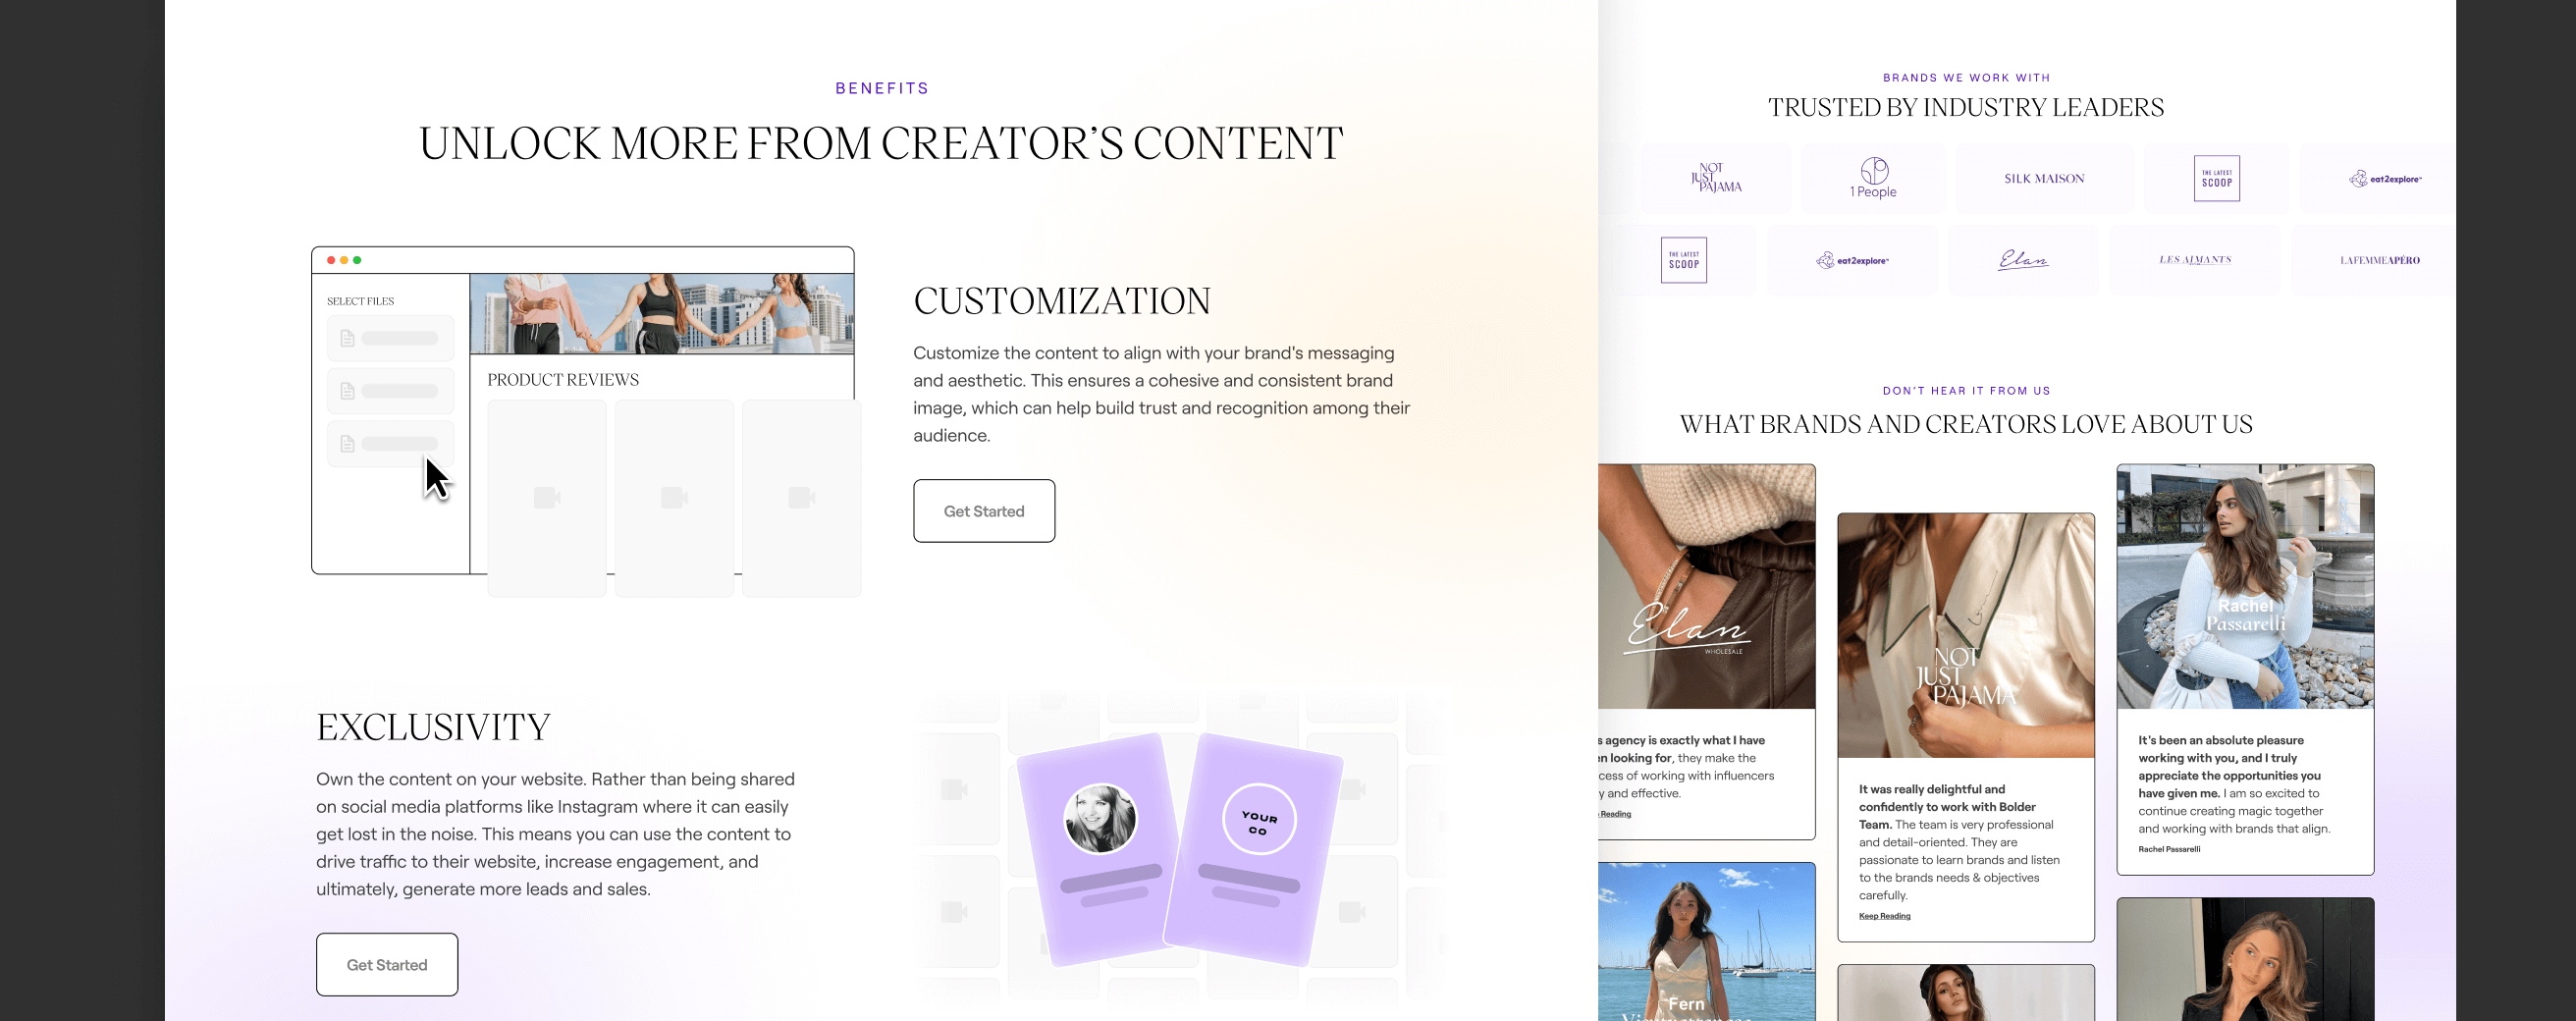 BENEFITS
UNLOCK MORE FROM CREATOR’S CONTENT
SELECT FILES
PRODUCT REVIEWS
CUSTOMIZATION
Customize the content to align with your brand's messaging
and aesthetic. This ensures a cohesive and consistent brand
image, which can help build trust and recognition among their
audience.
Get Started
EXCLUSIVITY
Own the content on your website. Rather than being shared
on social media platforms like Instagram where it can easily
get lost in the noise. This means you can use the content to
drive traffic to their website, increase engagement, and
ultimately, generate more leads and sales.
Get Started
YOUR
CO
BRANDS WE WORK WITH
TRUSTED BY INDUSTRY LEADERS
NOT
JUST
PAJAMA
1 People
SILK MAISON
THE LATEST
SCOOP
eat2explore™
THE LATEST
SCOOP
eat2explore™
Elan
LES AIMANTS
LAFEMMEAPÉRO
DON’T HEAR IT FROM US
WHAT BRANDS AND CREATORS LOVE ABOUT US
Elan
WHOLESALE
s agency is exactly what I have
en looking for, they make the
cess of working with influencers
y and effective.
Reading
NOT
JUST
PAJAMA
It was really delightful and
confidently to work with Bolder
Team. The team is very professional
and detail-oriented. They are
passionate to learn brands and listen
to the brands needs & objectives
carefully.
Keep Reading
Rachel
Passarelli
It's been an absolute pleasure
working with you, and I truly
appreciate the opportunities you
have given me. I am so excited to
continue creating magic together
and working with brands that align.
Rachel Passarelli
Fern